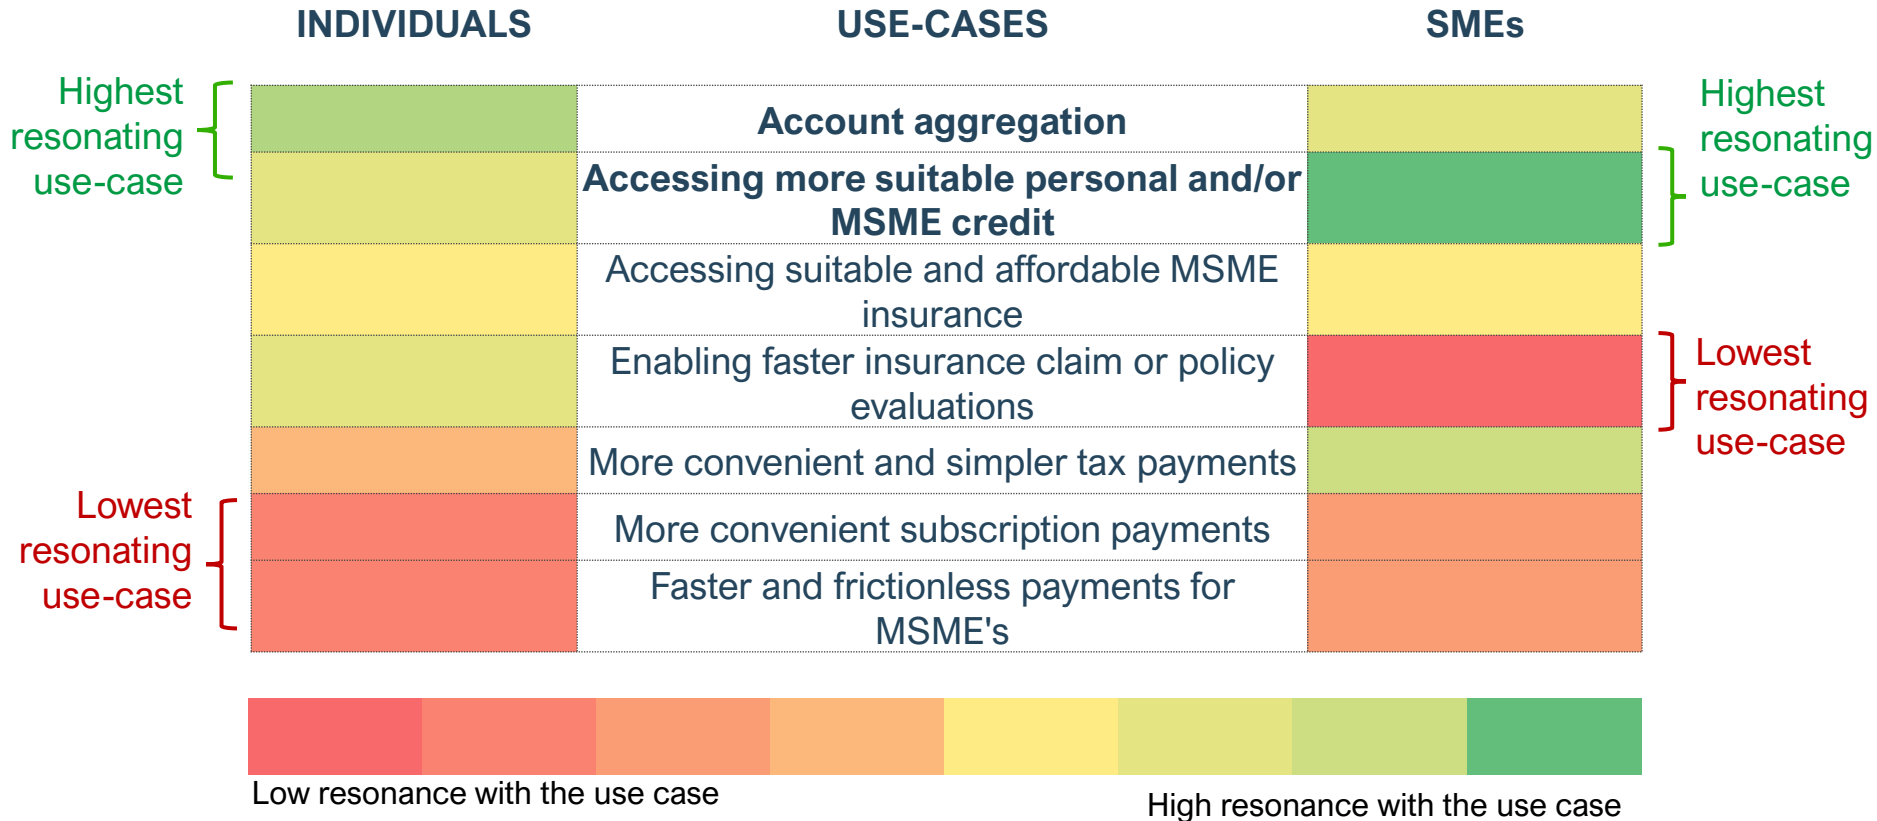 INDIVIDUALS
USE-CASES
SMEs
Highest
resonating
use-case
Account aggregation
Highest
resonating
use-case
Accessing more suitable personal and/or
MSME credit
Accessing suitable and affordable MSME
insurance
Enabling faster insurance claim or policy
evaluations
Lowest
resonating
use-case
More convenient and simpler tax payments
Lowest
resonating
use-case
More convenient subscription payments
Faster and frictionless payments for
MSME's
Low resonance with the use case
High resonance with the use case